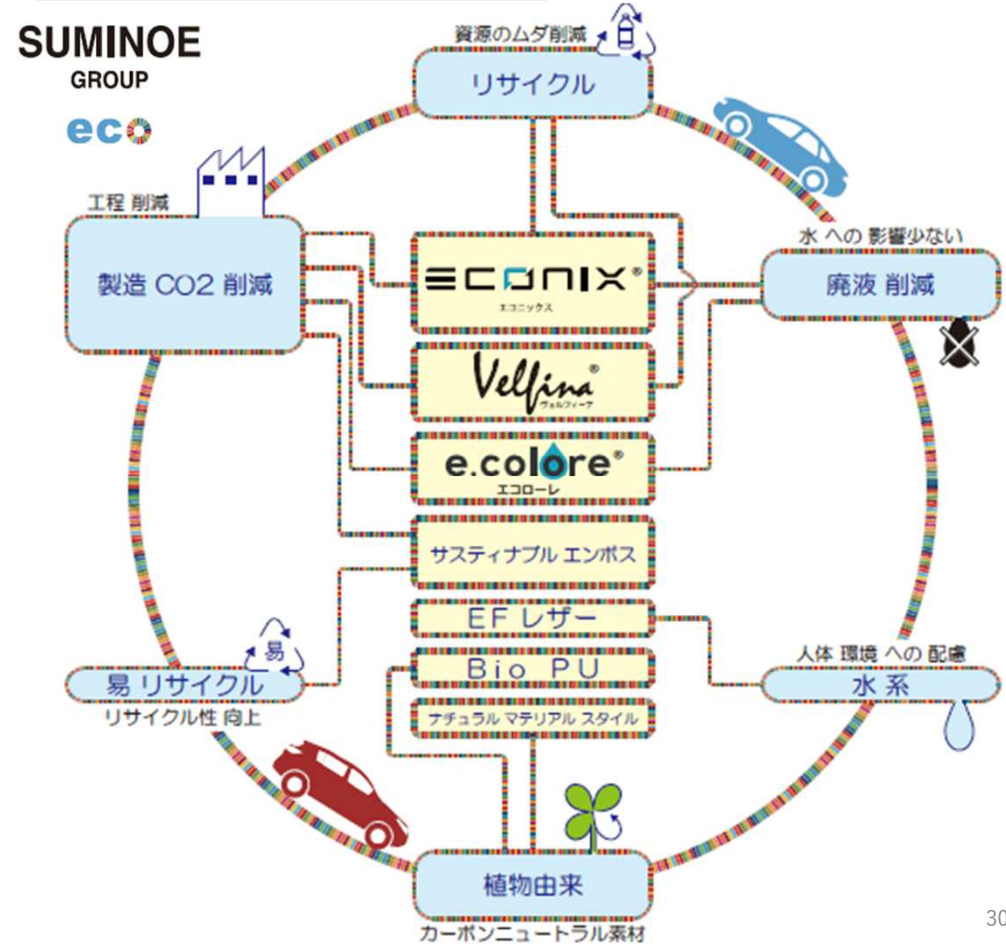 SUMINOE
GROUP
eco
資源のムダ削減
リサイクル
工程 削減
製造 CO2 削減
水 への 影響少ない
廃液 削減
ECONIX®
エコニックス
Velfina®
ヴェルフィーナ
e.colore®
エコローレ
サスティナブル エンボス
EF レザー
Bio PU
ナチュラル マテリアル スタイル
易
易 リサイクル
リサイクル性 向上
人体 環境 への 配慮
水 系
植物由来
カーボンニュートラル素材
30